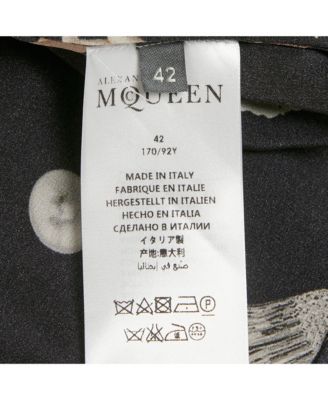 42
ALEXAN
MCQUEEN
42
170/92Y
MADE IN ITALY
FABRIQUE EN ITALIE
HERGESTELLT IN ITALIEN
HECHO EN ITALIA
СДЕЛАНО В ИТАЛИИ
イタリア製
产地:意大利
صنع في إيطاليا
P